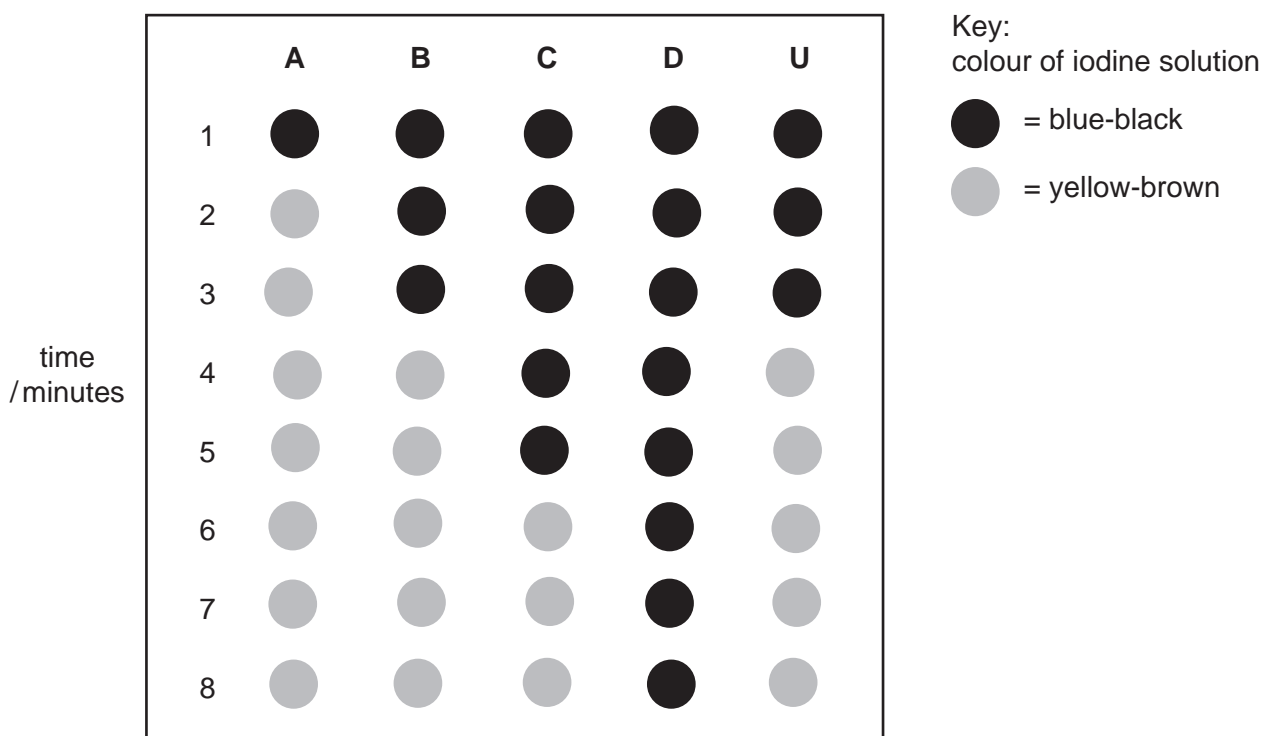 Key:
colour of iodine solution
= blue-black
= yellow-brown
A B C D U
1
2
3
4
5
6
7
8
time
/minutes